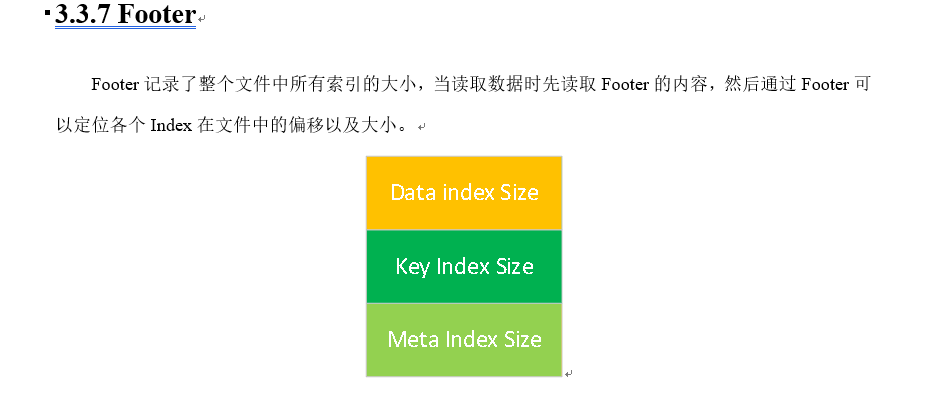 3.3.7 Footer
Footer 记录了整个文件中所有索引的大小，当读取数据时先读取 Footer 的内容，然后通过 Footer 可
以定位各个 Index 在文件中的偏移以及大小。
Data index Size
Key Index Size
Meta Index Size